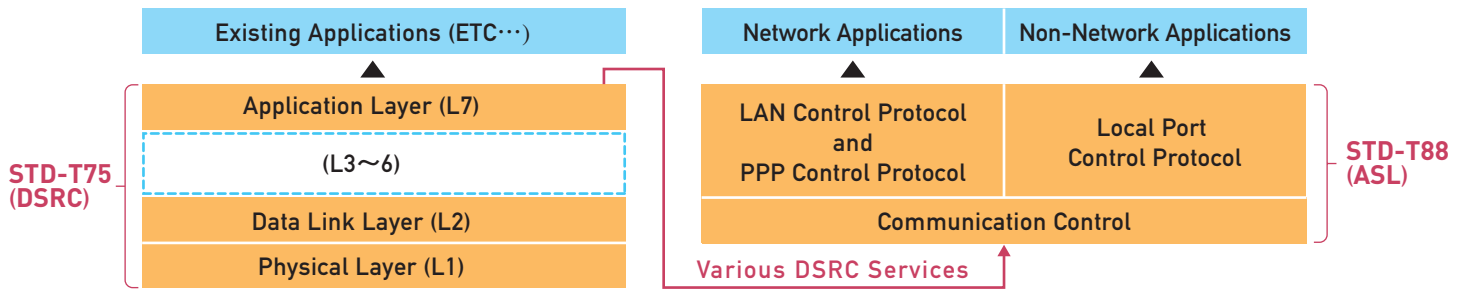 Existing Applications (ETC⋯)
Application Layer (L7)
(L3～6)
Data Link Layer (L2)
Physical Layer (L1)
STD-T75
(DSRC)
Various DSRC Services
Network Applications
Non-Network Applications
LAN Control Protocol
and
PPP Control Protocol
Local Port
Control Protocol
Communication Control
STD-T88
(ASL)